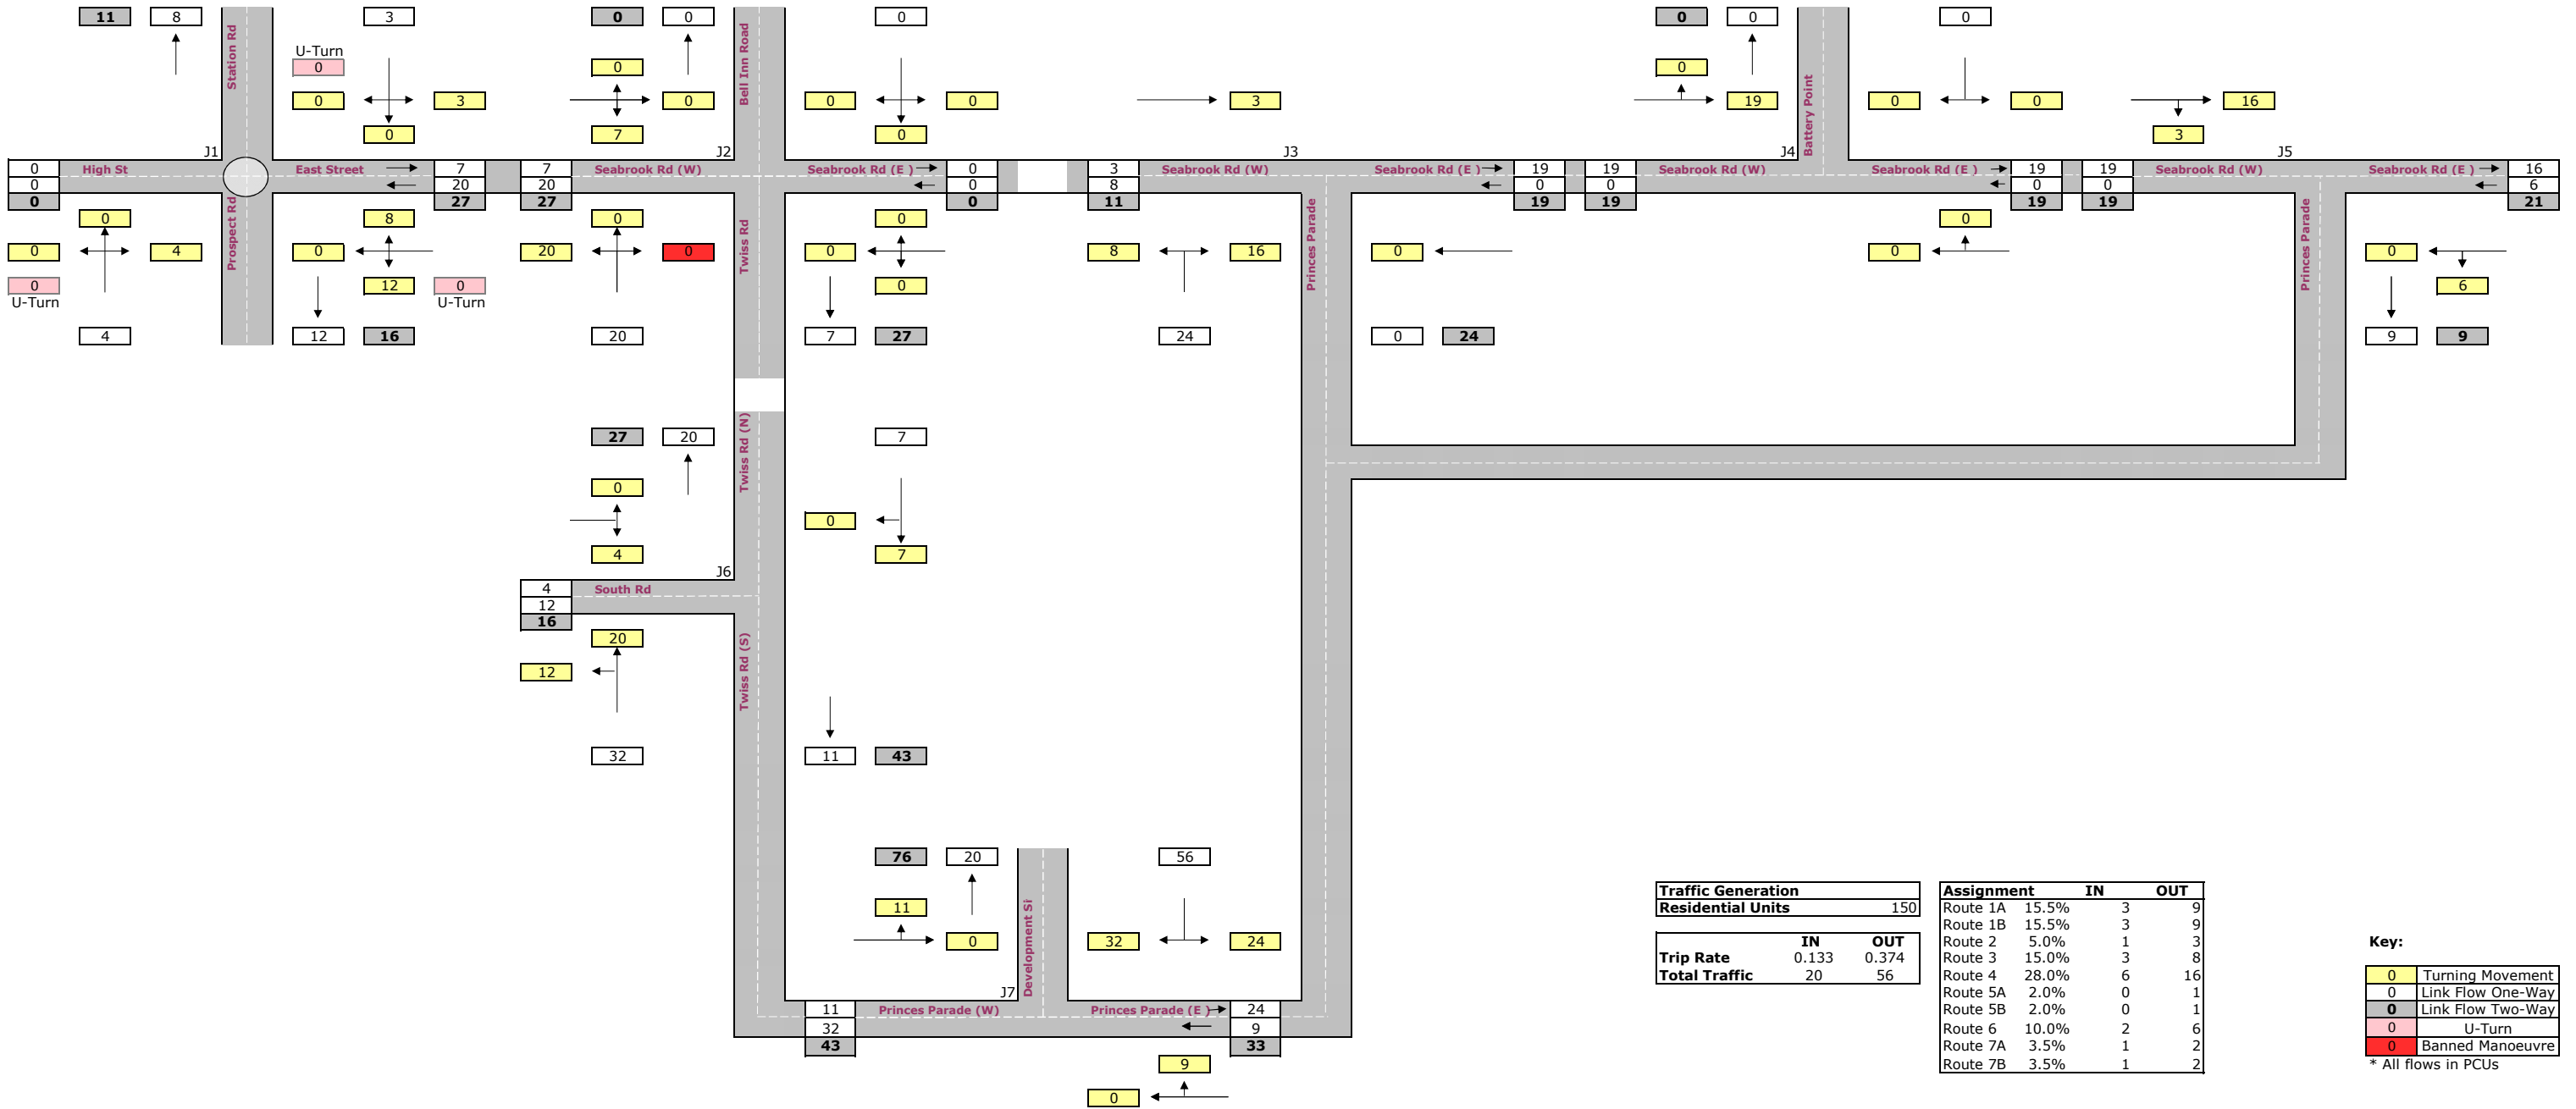 11 8 3 0 0 0 0 0 0
U-Turn
0 0 0
0 3 0 0 0 0 3 19 0 0 16
0 7 0 3
Station Rd
Bell Inn Road
Battery Point
J1 J2 J3 J4 J5
0 High St East Street 7 7 Seabrook Rd (W) Seabrook Rd (E ) 0 3 Seabrook Rd (W) Seabrook Rd (E ) 19 19 Seabrook Rd (W) Seabrook Rd (E ) 19 19 Seabrook Rd (W) Seabrook Rd (E ) 16
0 20 20 0 8 0 0 0 0 6
0 27 27 0 11 19 19 19 19 21
Prospect Rd
Twiss Rd
Princes Parade
Princes Parade
0 8 0 0 0
0 4 0 20 0 0 8 16 0 0 0
0 12 0 0 6
U-Turn U-Turn
4 12 16 20 7 27 24 0 24 9 9
Twiss Rd (N)
27 20 7
0
0
4 7
J6
4 South Rd
12
16
20
12
Twiss Rd (S)
32 11 43
76 20 56
11
0 32 24
Development Si
J7
11 Princes Parade (W) Princes Parade (E ) 24
32 9
43 33
9
0
Traffic Generation
Residential Units 150
IN OUT
Trip Rate 0.133 0.374
Total Traffic 20 56
Assignment IN OUT
Route 1A 15.5% 3 9
Route 1B 15.5% 3 9
Route 2 5.0% 1 3
Route 3 15.0% 3 8
Route 4 28.0% 6 16
Route 5A 2.0% 0 1
Route 5B 2.0% 0 1
Route 6 10.0% 2 6
Route 7A 3.5% 1 2
Route 7B 3.5% 1 2
Key:
0 Turning Movement
0 Link Flow One-Way
0 Link Flow Two-Way
0 U-Turn
0 Banned Manoeuvre
* All flows in PCUs